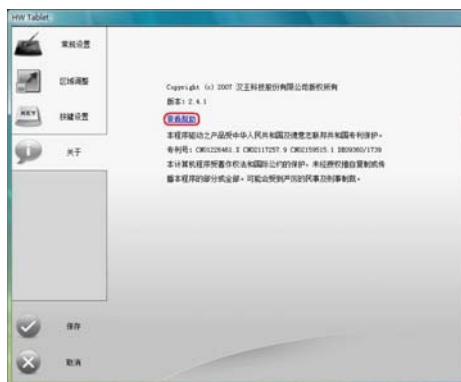 HW Tablet
常规设置
区域调整
KEY
按键设置
关于
保存
取消
Copyright (c) 2007 汉王科技股份有限公司版权所有
版本: 2.4.1
查看帮助
本程序驱动之产品受中华人民共和国及德意志联邦共和国专利保护。
专利号: CN01228461.X CN02117257.9 CN02159515.1 DE09360/1739
本计算机程序受著作权法和国际公约的保护。未经授权擅自复制或传
播本程序的部分或全部，可能会受到严厉的民事及刑事制裁。